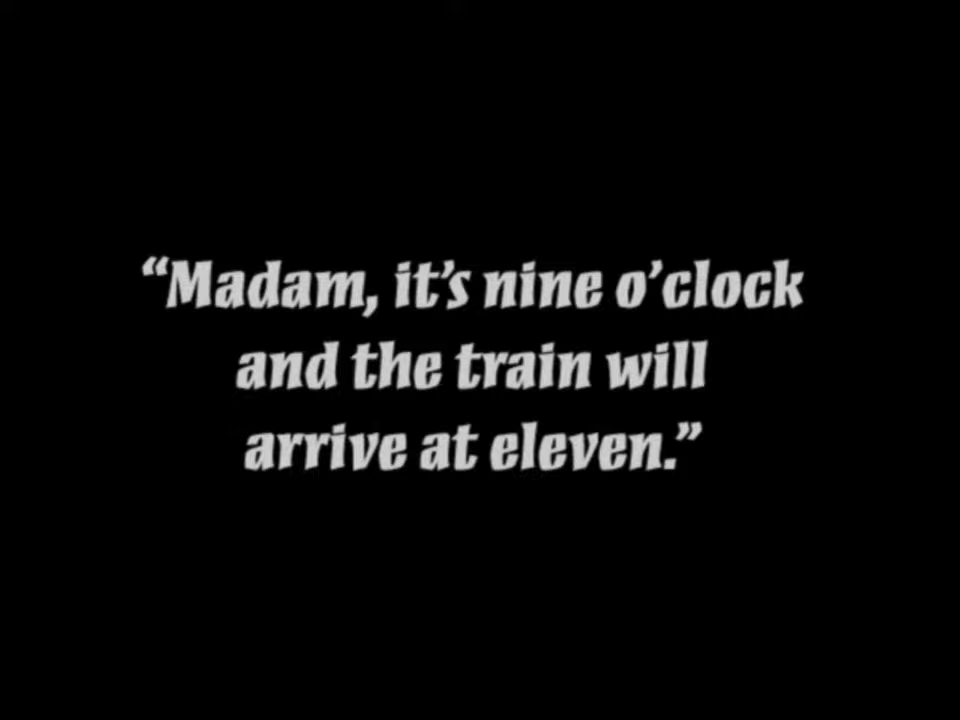 “Madam, it’s nine o’clock
and the train will
arrive at eleven.”